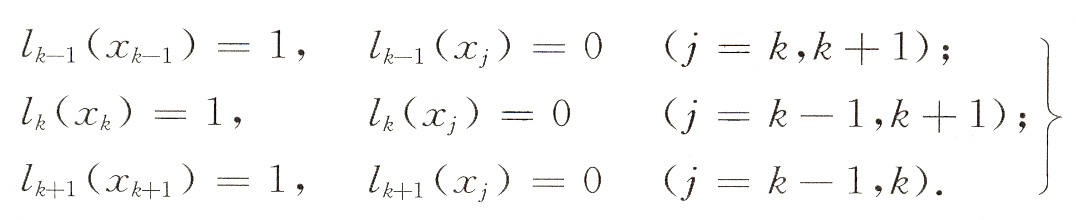 l_{k-1}(x_{k-1}) = 1, l_{k-1}(x_j) = 0 (j = k, k + 1);
l_k(x_k) = 1, l_k(x_j) = 0 (j = k - 1, k + 1);
l_{k+1}(x_{k+1}) = 1, l_{k+1}(x_j) = 0 (j = k - 1, k). }